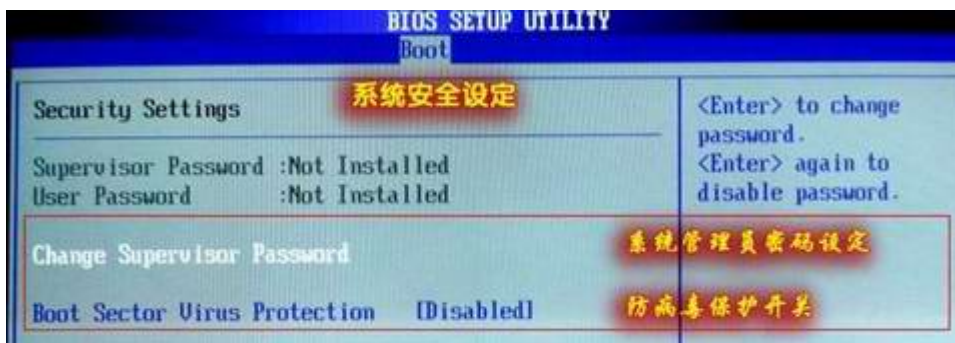 BIOS SETUP UTILITY
Boot
Security Settings
系统安全设定
Supervisor Password :Not Installed
User Password :Not Installed
<Enter> to change
password.
<Enter> again to
disable password.
Change Supervisor Password
系统管理员密码设定
Boot Sector Virus Protection [Disabled]
防病毒保护开关